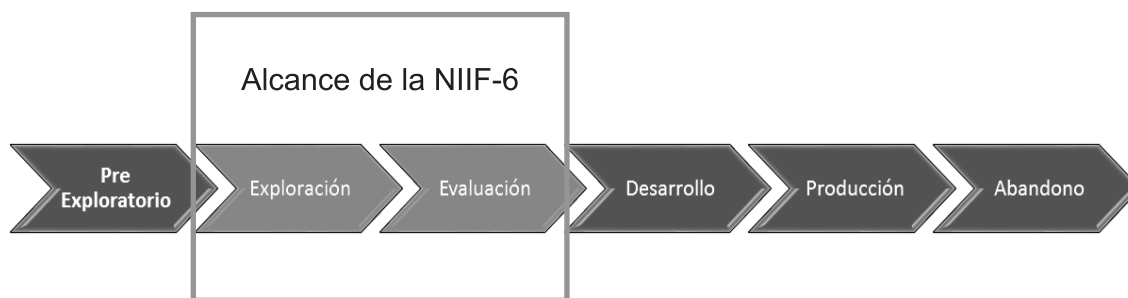 Alcance de la NIIF-6
Pre
Exploratorio
Exploración
Evaluación
Desarrollo
Producción
Abandono